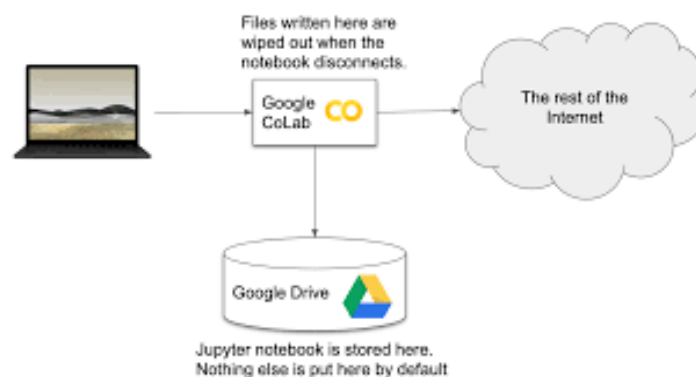 Files written here are
wiped out when the
notebook disconnects.
Google
CoLab
The rest of the
Internet
Google Drive
Jupyter notebook is stored here.
Nothing else is put here by default